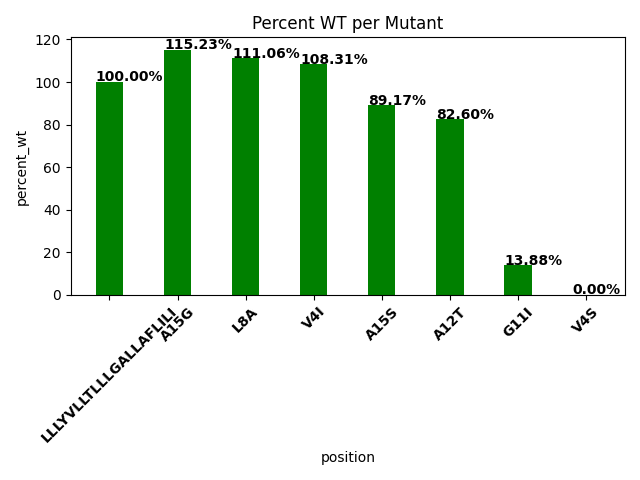 Percent WT per Mutant
percent_wt
120
100
80
60
40
20
0
100.00%
115.23%
111.06%
108.31%
89.17%
82.60%
13.88%
0.00%
LLLYVLLTLLLGALLAFLILI
A15G
L8A
V4I
A15S
A12T
G11I
V4S
position